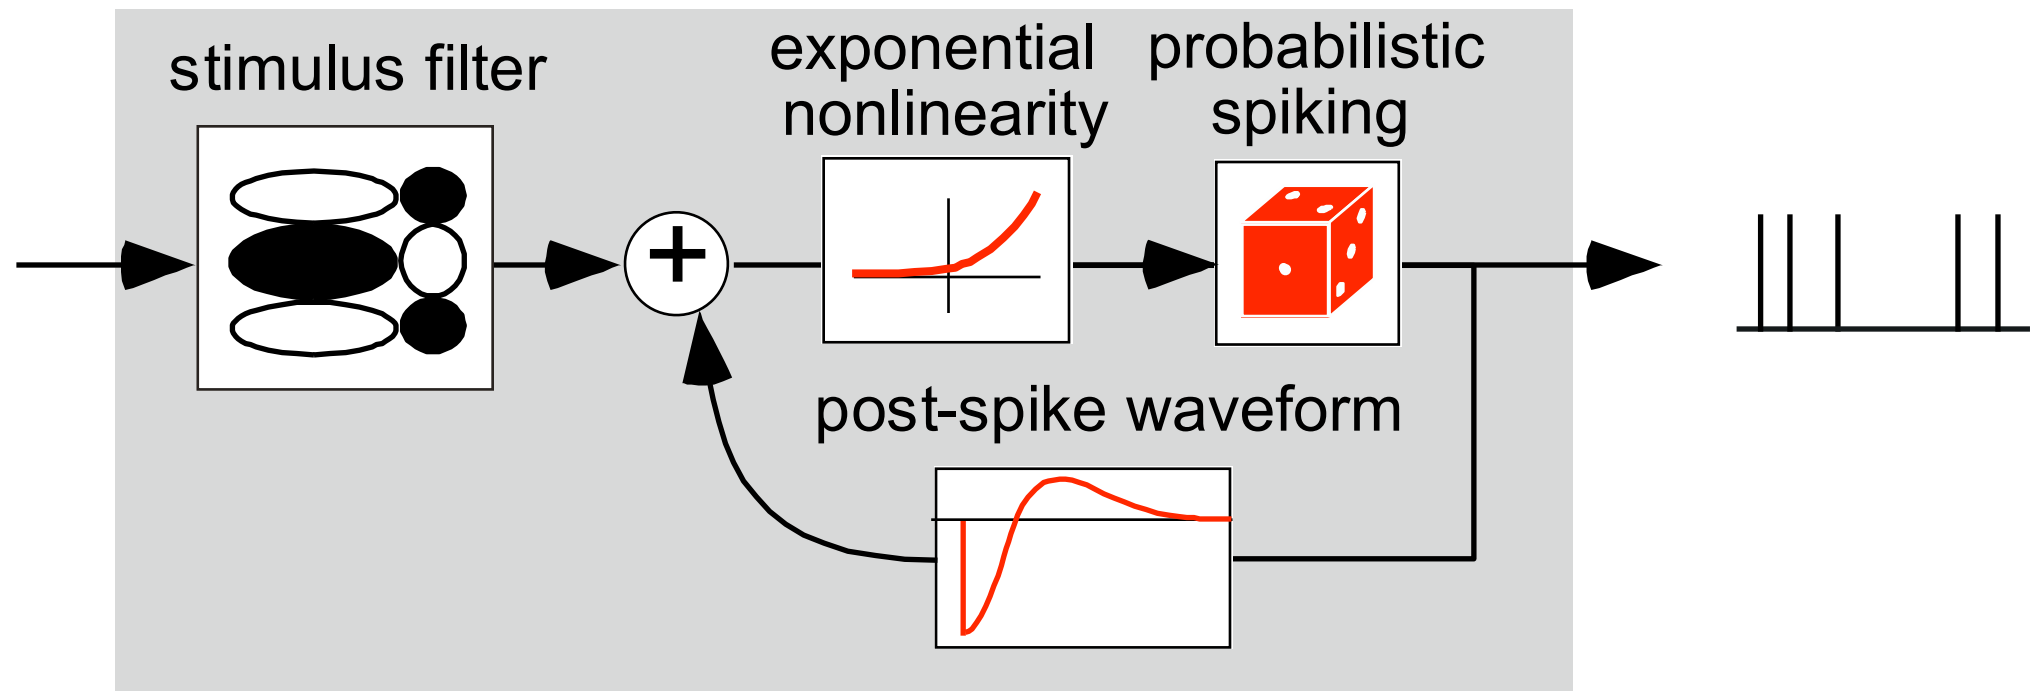 stimulus filter
exponential
nonlinearity
probabilistic
spiking
+
post-spike waveform